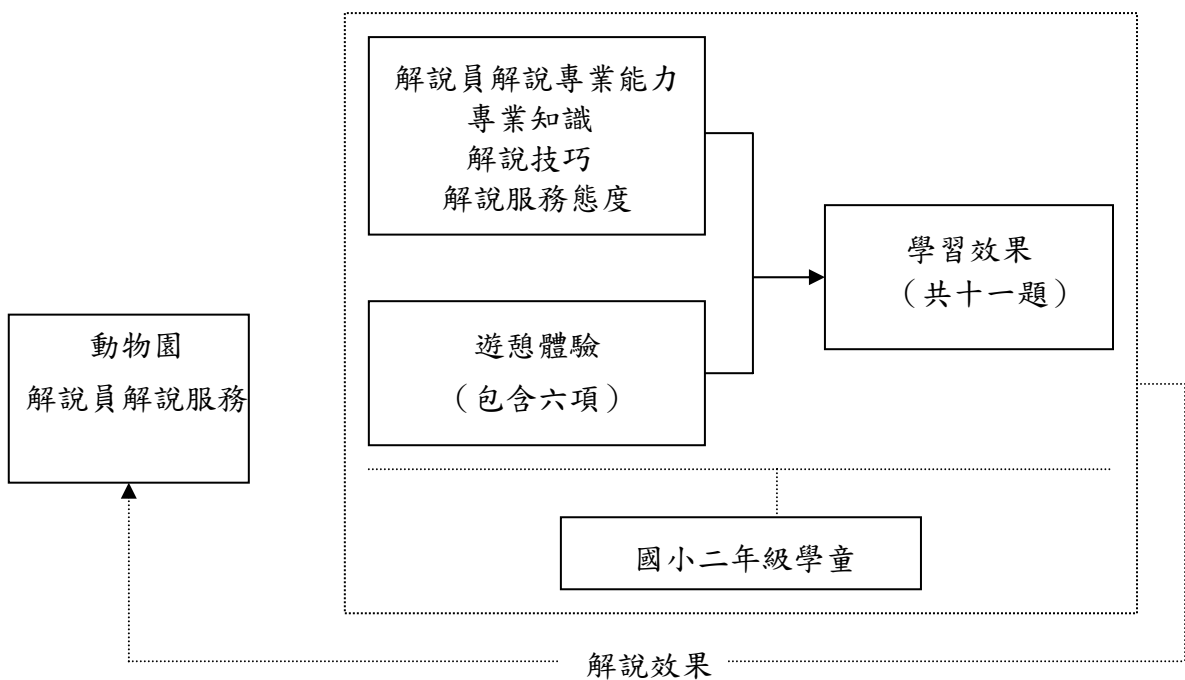 解說員解說專業能力
專業知識
解說技巧
解說服務態度
學習效果
（共十一題）
遊憩體驗
（包含六項）
動物園
解說員解說服務
國小二年級學童
解說效果